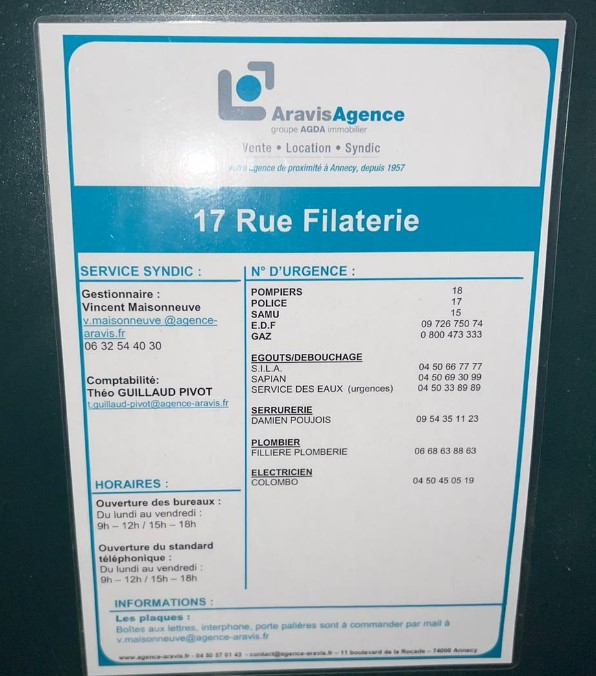 AravisAgence
groupe AGDA immobilier
Vente • Location • Syndic
agence de proximité à Annecy, depuis 1957
17 Rue Filaterie
SERVICE SYNDIC :
Gestionnaire :
Vincent Maisonneuve
v.maisonneuve @agence-
aravis.fr
06 32 54 40 30
Comptabilité:
Théo GUILLAUD PIVOT
t.guillaud-pivot@agence-aravis.fr
HORAIRES :
Ouverture des bureaux :
Du lundi au vendredi :
9h – 12h / 15h – 18h
Ouverture du standard
téléphonique :
Du lundi au vendredi :
9h – 12h / 15h – 18h
N° D'URGENCE :
POMPIERS 18
POLICE 17
SAMU 15
E.D.F 09 726 750 74
GAZ 0 800 473 333
EGOUTS/DEBOUCHAGE
S.I.L.A. 04 50 66 77 77
SAPIAN 04 50 69 30 99
SERVICE DES EAUX (urgences) 04 50 33 89 89
SERRURERIE
DAMIEN POUJOIS 09 54 35 11 23
PLOMBIER
FILLIERE PLOMBERIE 06 68 63 88 63
ELECTRICIEN
COLOMBO 04 50 45 05 19
INFORMATIONS :
Les plaques :
Boîtes aux lettres, interphone, porte palières sont à commander par mail à
v.maisonneuve@agence-aravis.fr
www.agence-aravis.fr - 04 50 57 01 43 - contact@agence-aravis.fr – 11 boulevard de la Rocade – 74000 Annecy